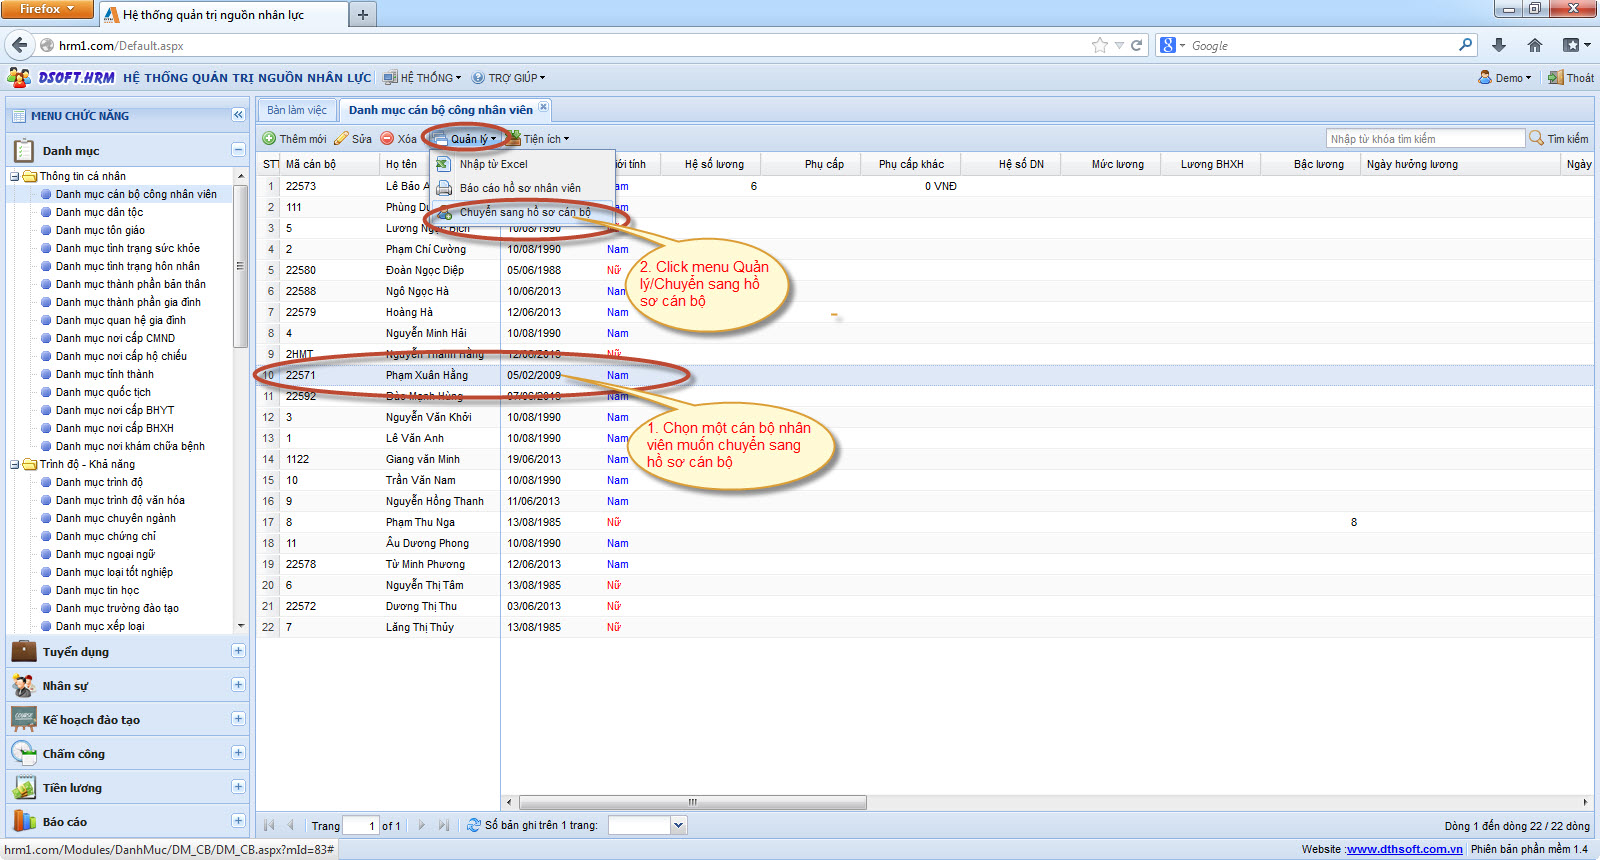 Firefox
Hệ thống quản trị nguồn nhân lực
hrm1.com/Default.aspx
Google
DSOFT.HRM HỆ THỐNG QUẢN TRỊ NGUỒN NHÂN LỰC HỆ THỐNG TRỢ GIÚP Demo Thoát
MENU CHỨC NĂNG
Bàn làm việc Danh mục cán bộ công nhân viên
Thêm mới Sửa Xóa Quản lý Tiện ích Nhập từ khóa tìm kiếm Tìm kiếm
Nhập từ Excel
Báo cáo hồ sơ nhân viên
Chuyển sang hồ sơ cán bộ
Danh mục
Thông tin cá nhân
Danh mục cán bộ công nhân viên
Danh mục dân tộc
Danh mục tôn giáo
Danh mục tình trạng sức khỏe
Danh mục tình trạng hôn nhân
Danh mục thành phần bản thân
Danh mục thành phần gia đình
Danh mục quan hệ gia đình
Danh mục nơi cấp CMND
Danh mục nơi cấp hộ chiếu
Danh mục tỉnh thành
Danh mục quốc tịch
Danh mục nơi cấp BHYT
Danh mục nơi cấp BHXH
Danh mục nơi khám chữa bệnh
Trình độ - Khả năng
Danh mục trình độ
Danh mục trình độ văn hóa
Danh mục chuyên ngành
Danh mục chứng chỉ
Danh mục ngoại ngữ
Danh mục loại tốt nghiệp
Danh mục tin học
Danh mục trường đào tạo
Danh mục xếp loại
Tuyển dụng
Nhân sự
Kế hoạch đào tạo
Chấm công
Tiền lương
Báo cáo
STT Mã cán bộ Họ tên iới tính Hệ số lương Phụ cấp Phụ cấp khác Hệ số DN Mức lương Lương BHXH Bậc lương Ngày hưởng lương Ngày
1 22573 Lê Bảo A am 6 0 VNĐ
2 111 Phùng Du am
3 5 Lương Ngọc Bích 10/08/1990
4 2 Phạm Chí Cường 10/08/1990 Nam
5 22580 Đoàn Ngọc Diệp 05/06/1988 Nữ
6 22588 Ngô Ngọc Hà 10/06/2013 Nam
7 22579 Hoàng Hà 12/06/2013 Nam
8 4 Nguyễn Minh Hải 10/08/1990 Nam
9 2HMT Nguyễn Thanh Hằng 12/06/2013 Nữ
10 22571 Phạm Xuân Hằng 05/02/2009 Nam
11 22592 Đào Mạnh Hùng 07/06/2013 Nam
12 3 Nguyễn Văn Khởi 10/08/1990 Nam
13 1 Lê Văn Anh 10/08/1990 Nam
14 1122 Giang văn Minh 19/06/2013 Nam
15 10 Trần Văn Nam 10/08/1990 Nam
16 9 Nguyễn Hồng Thanh 11/06/2013 Nam
17 8 Phạm Thu Nga 13/08/1985 Nữ 8
18 11 Âu Dương Phong 10/08/1990 Nam
19 22578 Từ Minh Phương 12/06/2013 Nam
20 6 Nguyễn Thị Tâm 13/08/1985 Nữ
21 22572 Dương Thị Thu 03/06/2013 Nữ
22 7 Lăng Thị Thủy 13/08/1985 Nữ
2. Click menu Quản
lý/Chuyển sang hồ
sơ cán bộ
1. Chọn một cán bộ nhân
viên muốn chuyển sang
hồ sơ cán bộ
Trang 1 of 1 Số bản ghi trên 1 trang: Dòng 1 đến dòng 22 / 22 dòng
hrm1.com/Modules/DanhMuc/DM_CB/DM_CB.aspx?mId=83# Website :www.dthsoft.com.vn Phiên bản phần mềm 1.4